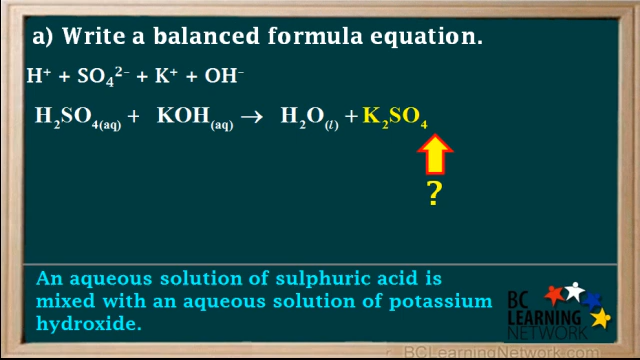 a) Write a balanced formula equation.
H⁺ + SO₄²⁻ + K⁺ + OH⁻
H₂SO₄₍aq₎ + KOH₍aq₎ → H₂O₍l₎ + K₂SO₄
?
An aqueous solution of sulphuric acid is
mixed with an aqueous solution of potassium
hydroxide.
BC
LEARNING
NETWORK
BCLearningNetwork.com